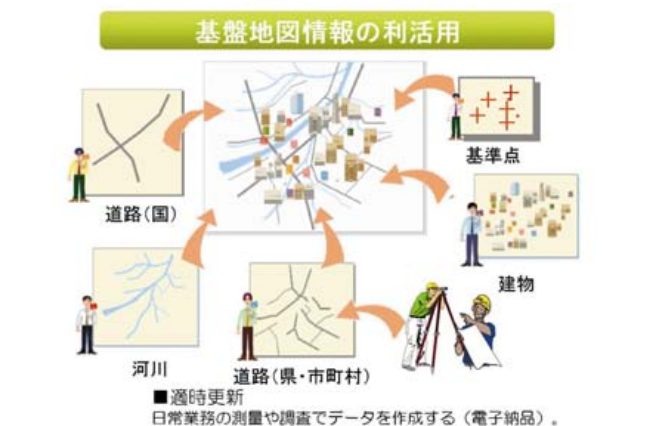 基盤地図情報の利活用
基準点
道路(国)
建物
河川
道路(県・市町村)
■適時更新
日常業務の測量や調査でデータを作成する(電子納品)。